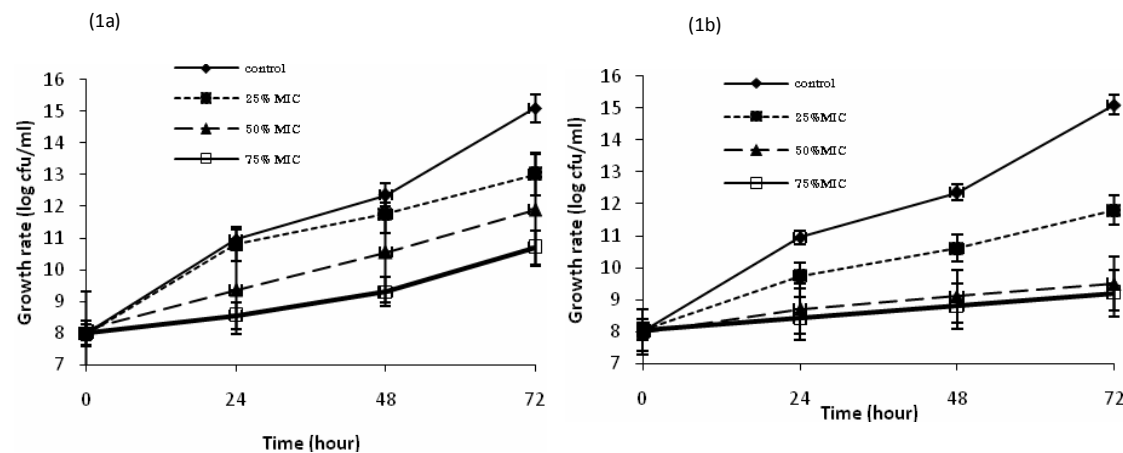 (1a)
control
25% MIC
50% MIC
75% MIC
Growth rate (log cfu/ml)
16
15
14
13
12
11
10
9
8
7
0 24 48 72
Time (hour)
(1b)
control
25%MIC
50%MIC
75%MIC
Growth rate (log cfu/ml)
16
15
14
13
12
11
10
9
8
7
0 24 48 72
Time (hour)